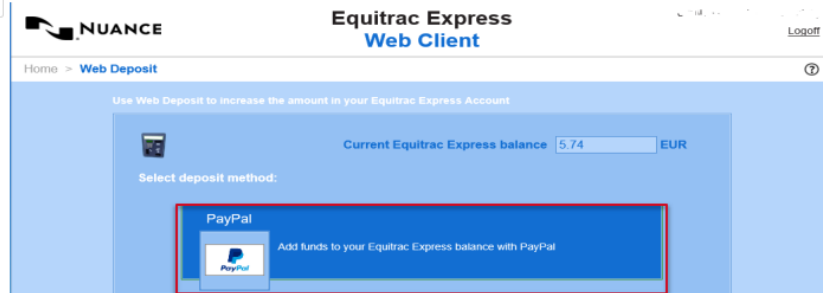 NUANCE
Equitrac Express
Web Client
Logoff
Home > Web Deposit
Use Web Deposit to increase the amount in your Equitrac Express Account
Current Equitrac Express balance 5.74 EUR
Select deposit method:
PayPal
Add funds to your Equitrac Express balance with PayPal
PayPal